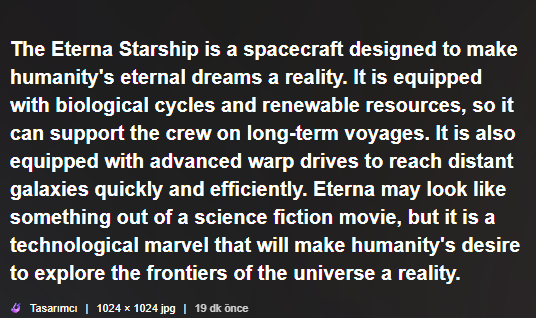 The Eterna Starship is a spacecraft designed to make
humanity's eternal dreams a reality. It is equipped
with biological cycles and renewable resources, so it
can support the crew on long-term voyages. It is also
equipped with advanced warp drives to reach distant
galaxies quickly and efficiently. Eterna may look like
something out of a science fiction movie, but it is a
technological marvel that will make humanity's desire
to explore the frontiers of the universe a reality.
Tasarımcı | 1024 × 1024 jpg | 19 dk önce